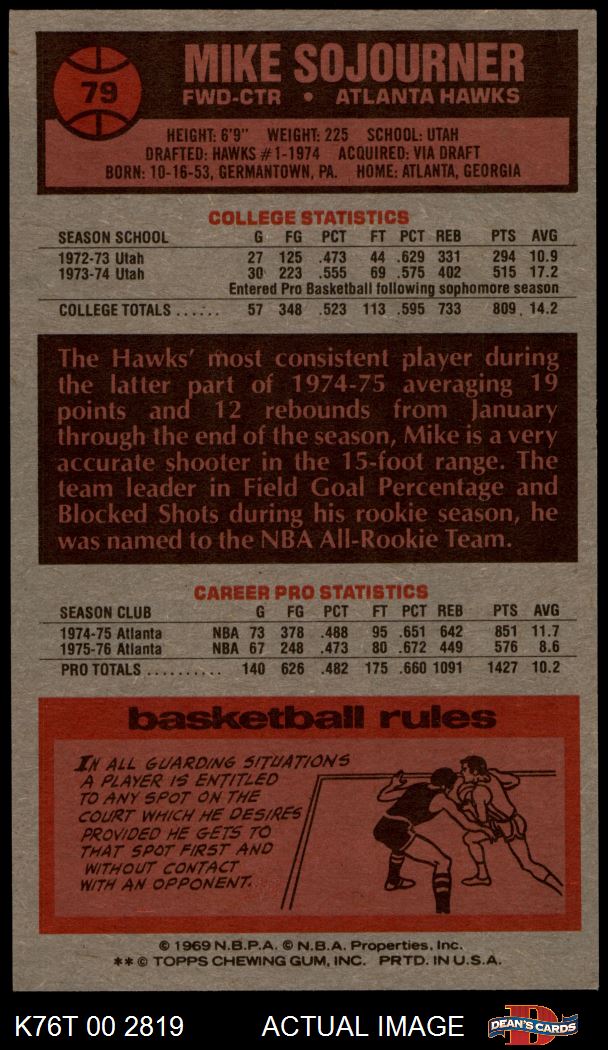 79
MIKE SOJOURNER
FWD-CTR • ATLANTA HAWKS
HEIGHT: 6'9" WEIGHT: 225 SCHOOL: UTAH
DRAFTED: HAWKS #1-1974 ACQUIRED: VIA DRAFT
BORN: 10-16-53, GERMANTOWN, PA. HOME: ATLANTA, GEORGIA
COLLEGE STATISTICS
SEASON SCHOOL G FG PCT FT PCT REB PTS AVG
1972-73 Utah 27 125 .473 44 .629 331 294 10.9
1973-74 Utah 30 223 .555 69 .575 402 515 17.2
Entered Pro Basketball following sophomore season
COLLEGE TOTALS ...... 57 348 .523 113 .595 733 809 14.2
The Hawks' most consistent player during
the latter part of 1974-75 averaging 19
points and 12 rebounds from January
through the end of the season, Mike is a very
accurate shooter in the 15-foot range. The
team leader in Field Goal Percentage and
Blocked Shots during his rookie season, he
was named to the NBA All-Rookie Team.
CAREER PRO STATISTICS
SEASON CLUB G FG PCT FT PCT REB PTS AVG
1974-75 Atlanta NBA 73 378 .488 95 .651 642 851 11.7
1975-76 Atlanta NBA 67 248 .473 80 .672 449 576 8.6
PRO TOTALS .......... 140 626 .482 175 .660 1091 1427 10.2
basketball rules
IN ALL GUARDING SITUATIONS
A PLAYER IS ENTITLED
TO ANY SPOT ON THE
COURT WHICH HE DESIRES
PROVIDED HE GETS TO
THAT SPOT FIRST AND
WITHOUT CONTACT
WITH AN OPPONENT.
© 1969 N.B.P.A. © N.B.A. Properties, Inc.
** © TOPPS CHEWING GUM, INC. PRTD. IN U.S.A.
K76T 00 2819 ACTUAL IMAGE
D
DEAN'S CARDS